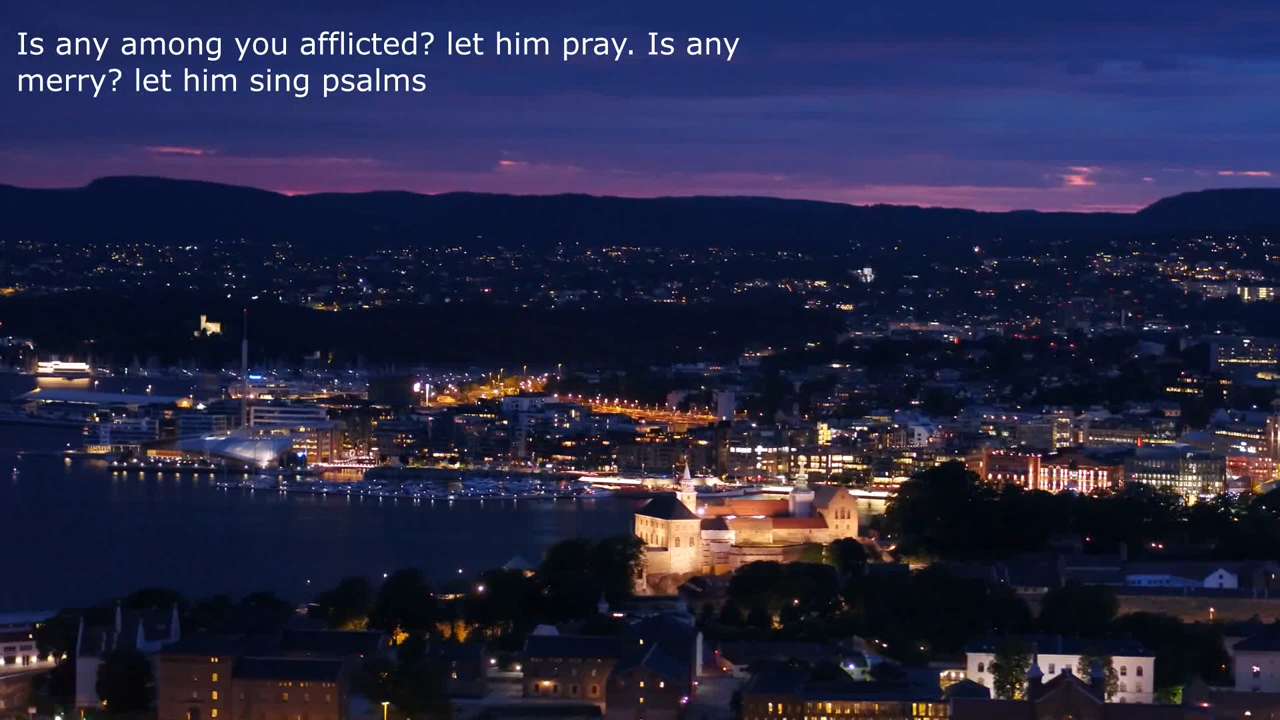 Is any among you afflicted? let him pray. Is any
merry? let him sing psalms